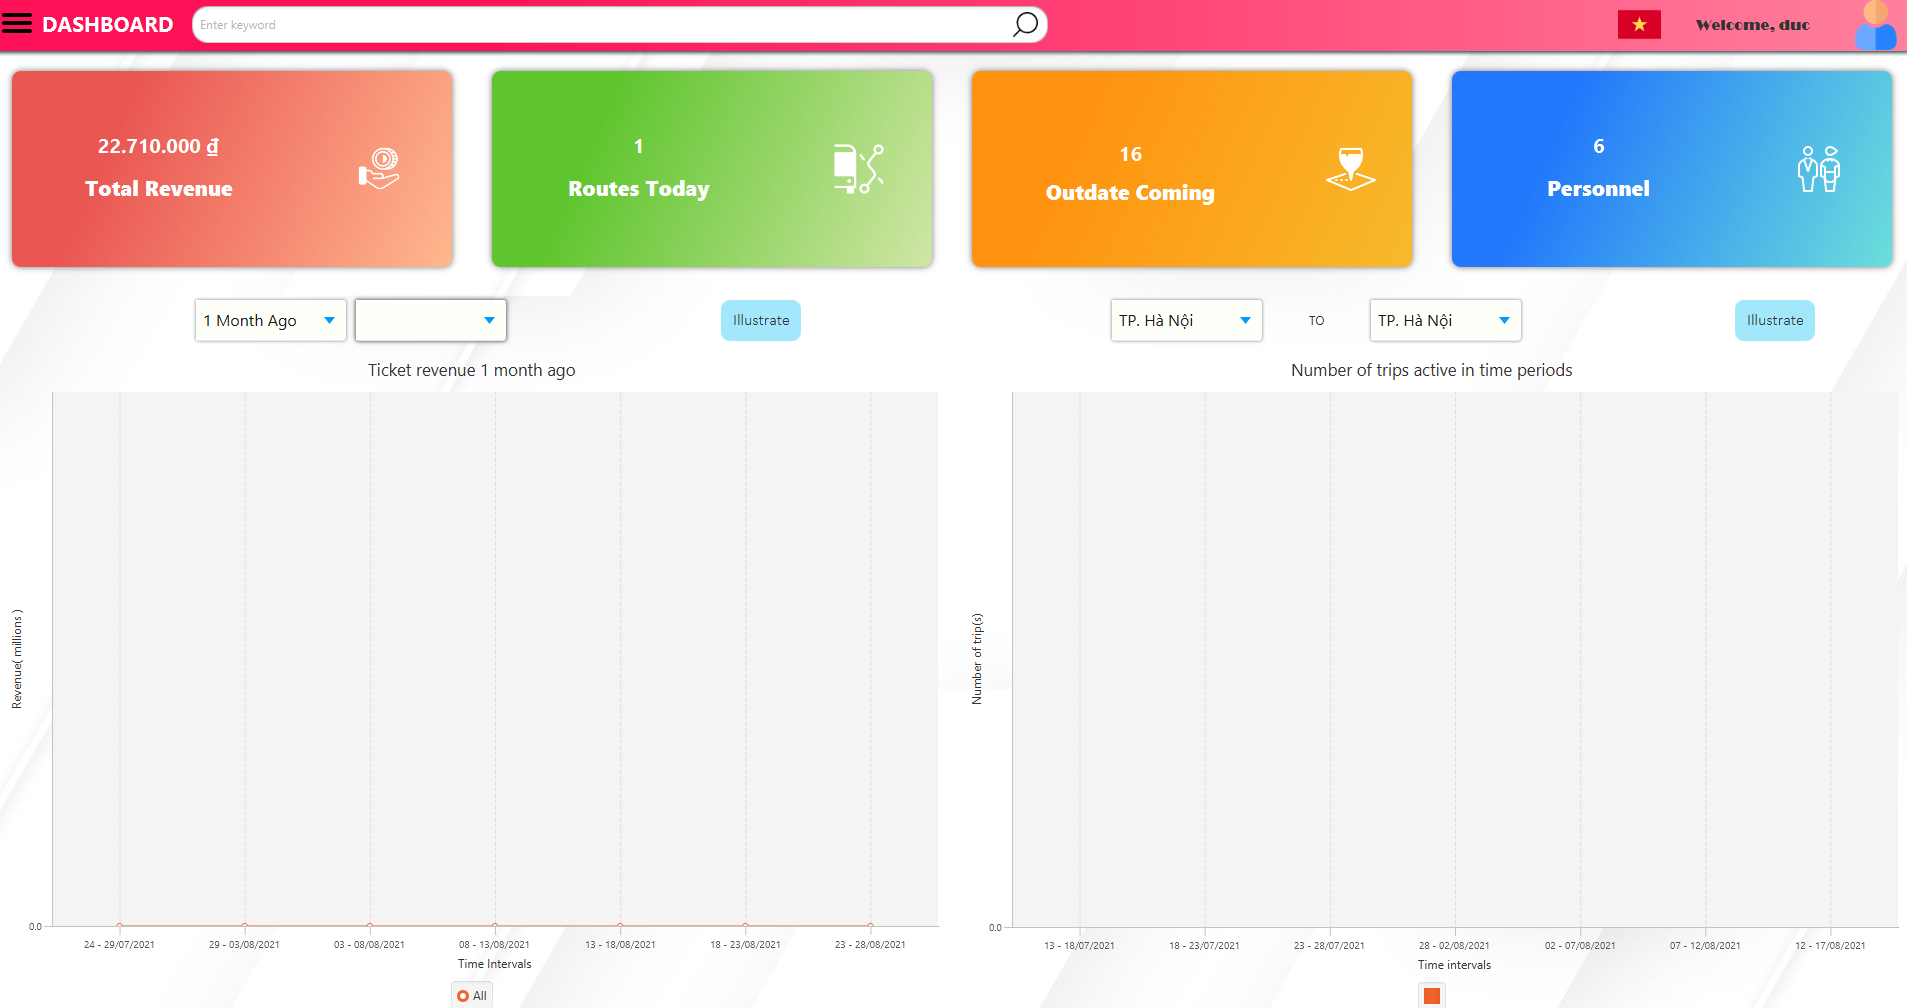 DASHBOARD
Enter keyword
Welcome, duc
22.710.000 ₫
Total Revenue
1
Routes Today
16
Outdate Coming
6
Personnel
1 Month Ago
Illustrate
TP. Hà Nội
TO
TP. Hà Nội
Illustrate
Ticket revenue 1 month ago
Revenue( millions )
0.0
24 - 29/07/2021
29 - 03/08/2021
03 - 08/08/2021
08 - 13/08/2021
13 - 18/08/2021
18 - 23/08/2021
23 - 28/08/2021
Time Intervals
All
Number of trips active in time periods
Number of trip(s)
0.0
13 - 18/07/2021
18 - 23/07/2021
23 - 28/07/2021
28 - 02/08/2021
02 - 07/08/2021
07 - 12/08/2021
12 - 17/08/2021
Time intervals